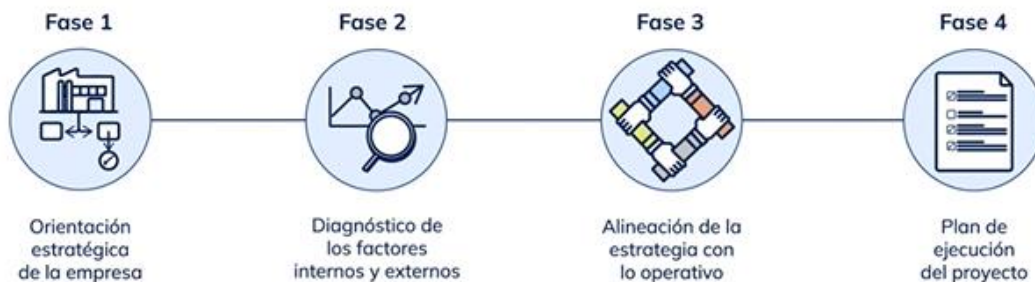 Fase 1
Fase 2
Fase 3
Fase 4
Orientación
estratégica
de la empresa
Diagnóstico de
los factores
internos y externos
Alineación de la
estrategia con
lo operativo
Plan de
ejecución
del proyecto